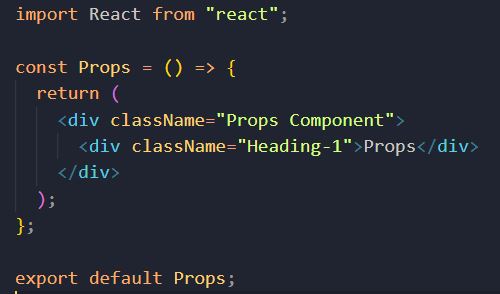 import React from "react";
const Props = () => {
return (
<div className="Props Component">
<div className="Heading-1">Props</div>
</div>
);
};
export default Props;